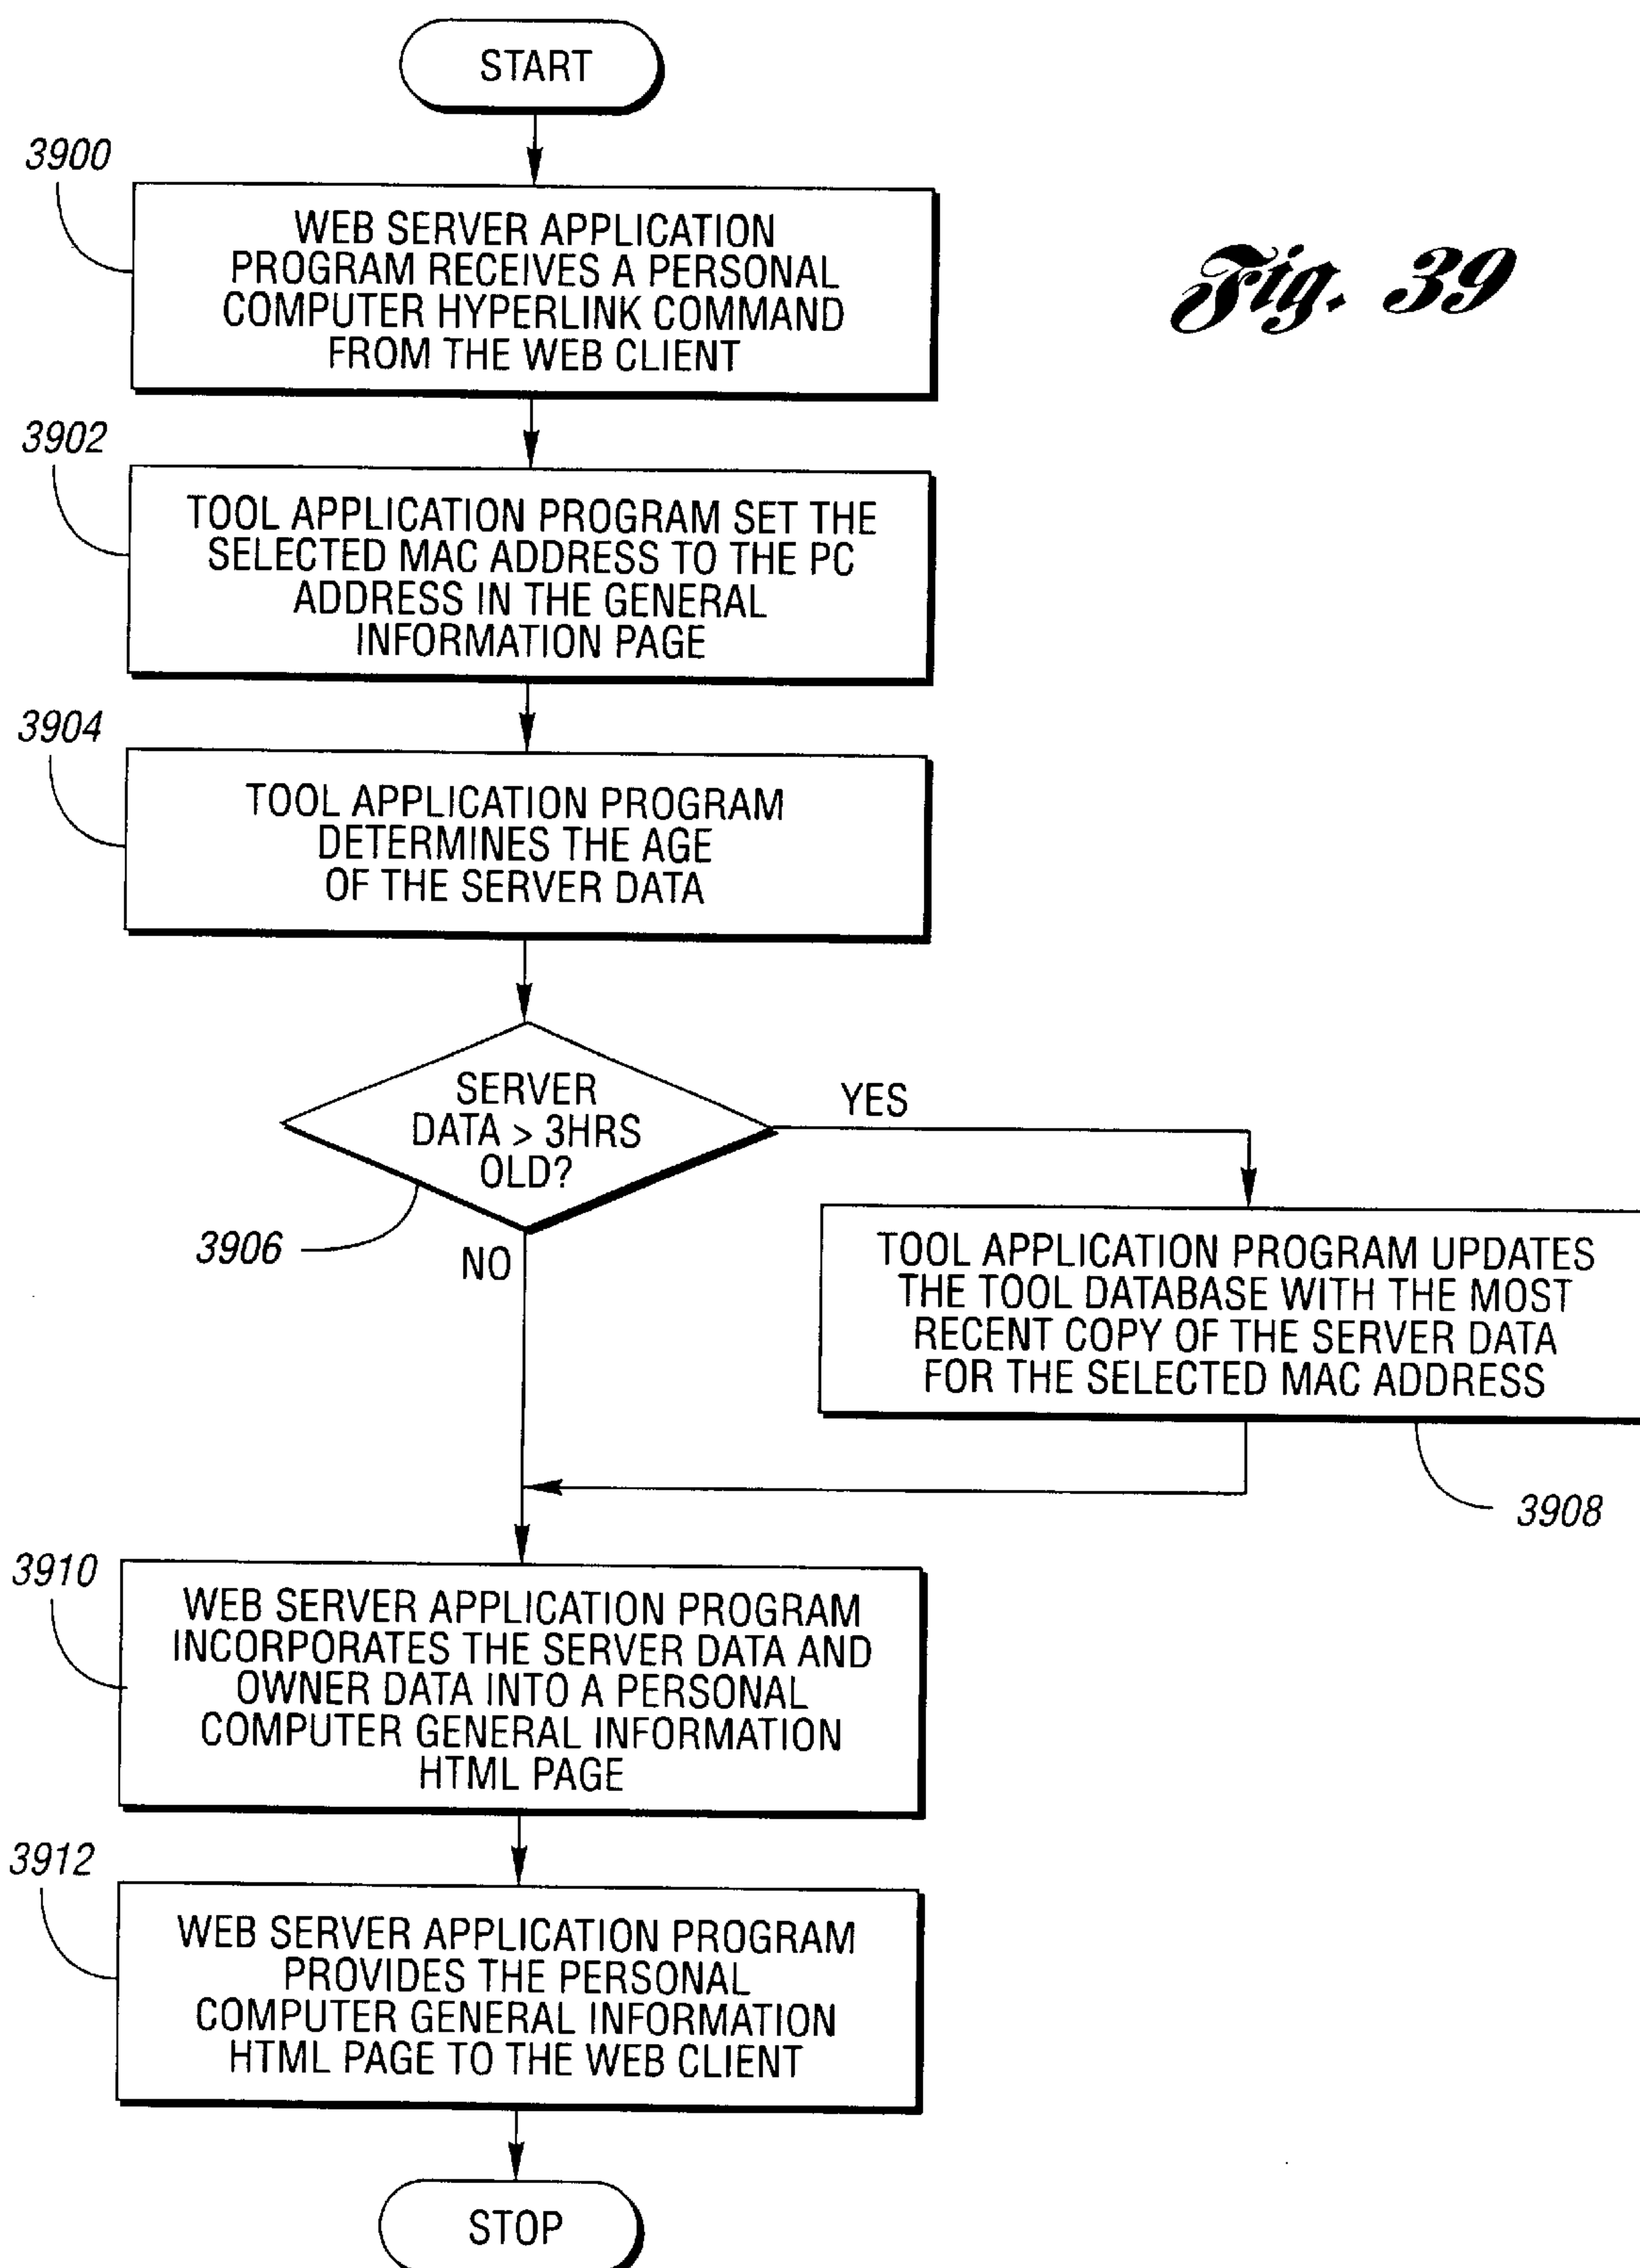 START
3900
WEB SERVER APPLICATION
PROGRAM RECEIVES A PERSONAL
COMPUTER HYPERLINK COMMAND
FROM THE WEB CLIENT
Fig. 39
3902
TOOL APPLICATION PROGRAM SET THE
SELECTED MAC ADDRESS TO THE PC
ADDRESS IN THE GENERAL
INFORMATION PAGE
3904
TOOL APPLICATION PROGRAM
DETERMINES THE AGE
OF THE SERVER DATA
SERVER
DATA > 3HRS
OLD?
YES
3906
NO
TOOL APPLICATION PROGRAM UPDATES
THE TOOL DATABASE WITH THE MOST
RECENT COPY OF THE SERVER DATA
FOR THE SELECTED MAC ADDRESS
3908
3910
WEB SERVER APPLICATION PROGRAM
INCORPORATES THE SERVER DATA AND
OWNER DATA INTO A PERSONAL
COMPUTER GENERAL INFORMATION
HTML PAGE
3912
WEB SERVER APPLICATION PROGRAM
PROVIDES THE PERSONAL
COMPUTER GENERAL INFORMATION
HTML PAGE TO THE WEB CLIENT
STOP